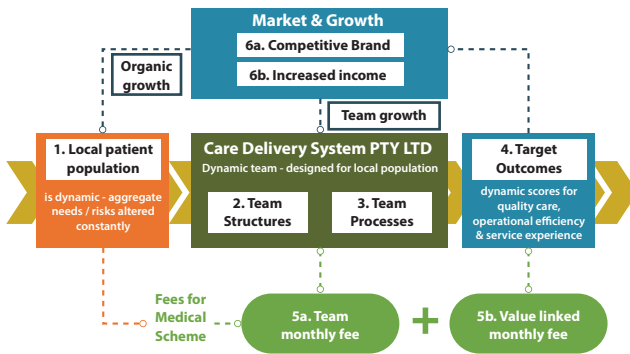 Market & Growth
6a. Competitive Brand
6b. Increased income
Organic
growth
Team growth
1. Local patient
population
is dynamic - aggregate
needs / risks altered
constantly
Care Delivery System PTY LTD
Dynamic team - designed for local population
2. Team
Structures
3. Team
Processes
4. Target
Outcomes
dynamic scores for
quality care,
operational efficiency
& service experience
Fees for
Medical
Scheme
5a. Team
monthly fee
+
5b. Value linked
monthly fee